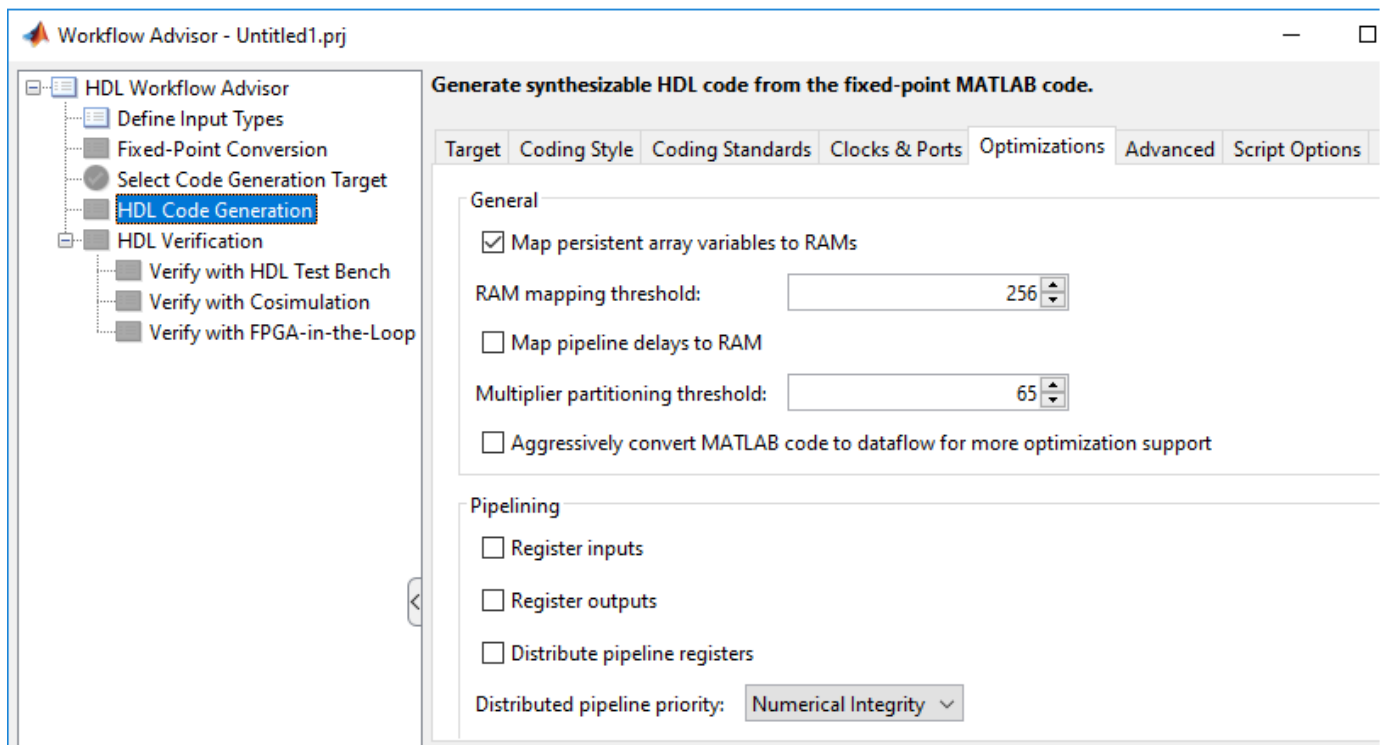 Workflow Advisor - Untitled1.prj
HDL Workflow Advisor
Define Input Types
Fixed-Point Conversion
Select Code Generation Target
HDL Code Generation
HDL Verification
Verify with HDL Test Bench
Verify with Cosimulation
Verify with FPGA-in-the-Loop
Generate synthesizable HDL code from the fixed-point MATLAB code.
Target Coding Style Coding Standards Clocks & Ports Optimizations Advanced Script Options
General
Map persistent array variables to RAMs
RAM mapping threshold: 256
Map pipeline delays to RAM
Multiplier partitioning threshold: 65
Aggressively convert MATLAB code to dataflow for more optimization support
Pipelining
Register inputs
Register outputs
Distribute pipeline registers
Distributed pipeline priority: Numerical Integrity